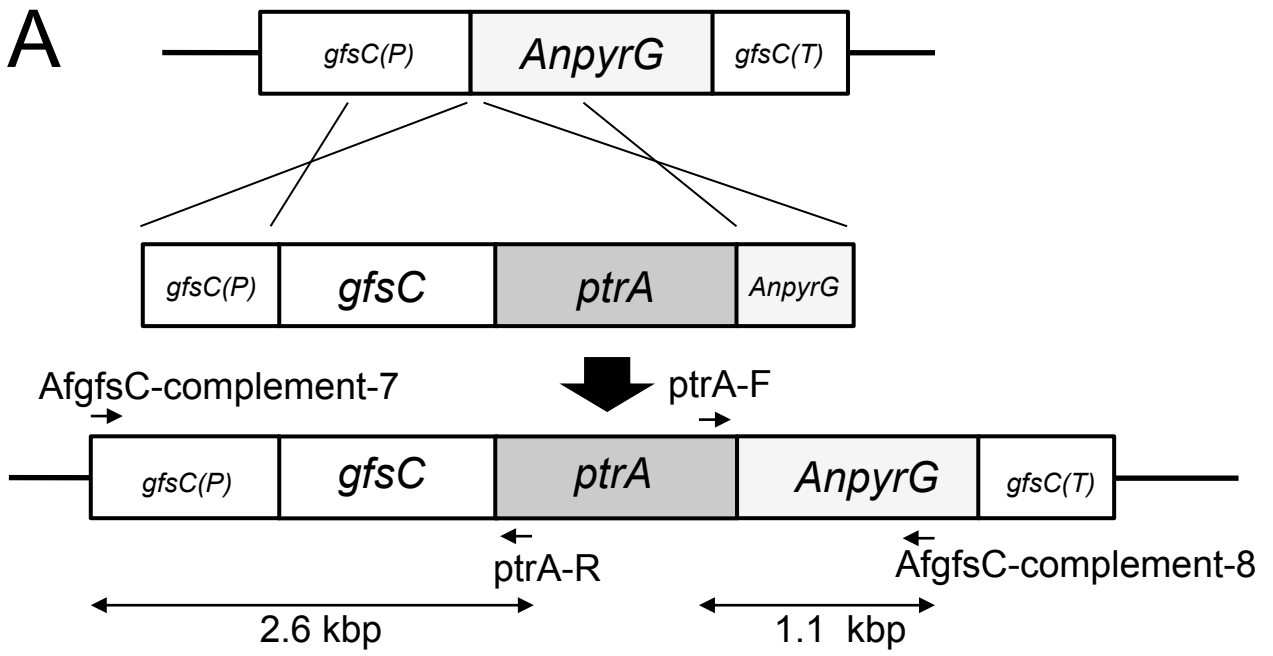 A
gfsC(P) AnpyrG gfsC(T)
gfsC(P) gfsC ptrA AnpyrG
AfgfsC-complement-7 ptrA-F
gfsC(P) gfsC ptrA AnpyrG gfsC(T)
ptrA-R AfgfsC-complement-8
2.6 kbp 1.1 kbp